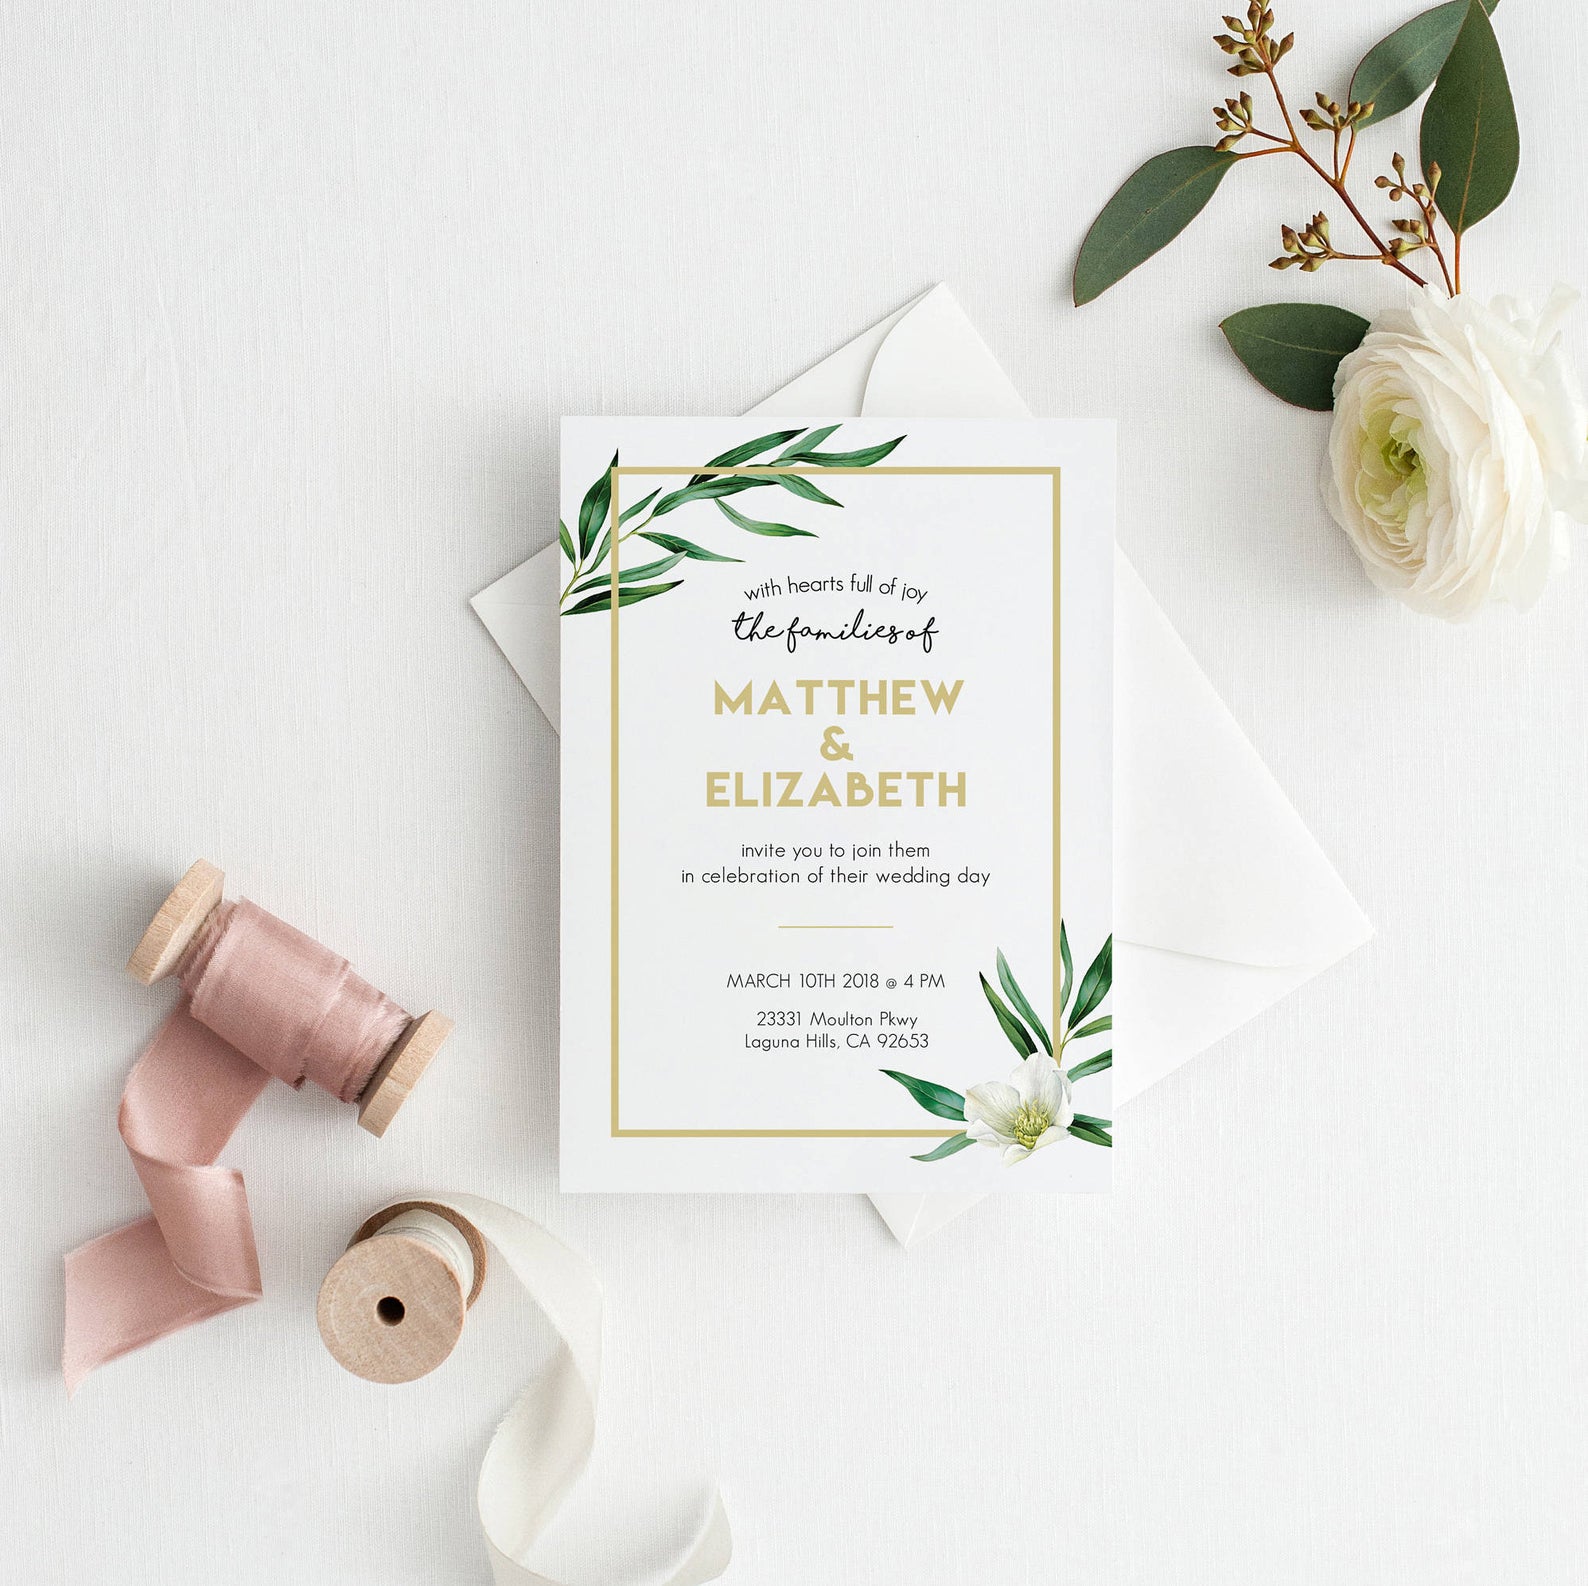 with hearts full of joy
the families of
MATTHEW
&
ELIZABETH
invite you to join them
in celebration of their wedding day
MARCH 10TH 2018 @ 4 PM
23331 Moulton Pkwy
Laguna Hills, CA 92653